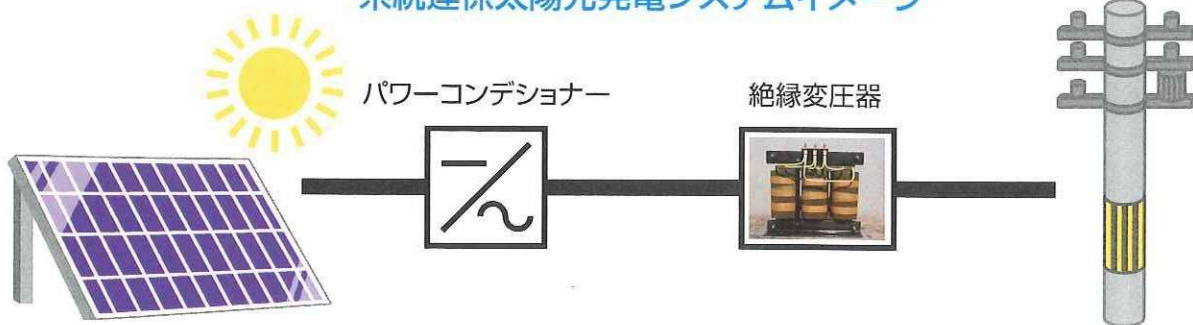 系統連係太陽光発電システムイメージ
パワーコンデショナー
絶縁変圧器